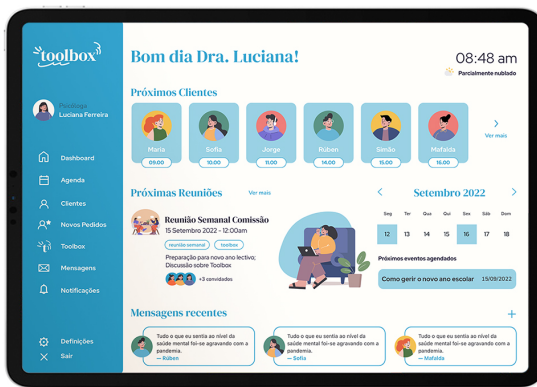 toolbox
Psicóloga
Luciana Ferreira
Dashboard
Agenda
Clientes
Novos Pedidos
Toolbox
Mensagens
Notificações
Definições
Sair
Bom dia Dra. Luciana!
08:48 am
Parcialmente nublado
Próximos Clientes
Maria
09.00
Sofia
10.00
Jorge
11.00
Rúben
14.00
Simão
15.00
Mafalda
16.00
Ver mais
Próximas Reuniões
Ver mais
Reunião Semanal Comissão
15 Setembro 2022 - 12:00am
reunião semanal
toolbox
Preparação para novo ano lectivo;
Discussão sobre Toolbox
+3 convidados
Setembro 2022
Seg Ter Qua Qui Sex Sáb Dom
12 13 14 15 16 17 18
Próximos eventos agendados
Como gerir o novo ano escolar 15/09/2022
Mensagens recentes
Tudo o que eu sentia ao nível da
saúde mental foi-se agravando com a
pandemia.
— Rúben
Tudo o que eu sentia ao nível da
saúde mental foi-se agravando com a
pandemia.
— Sofia
Tudo o que eu sentia ao nível da
saúde mental foi-se agravando com a
pandemia.
— Mafalda